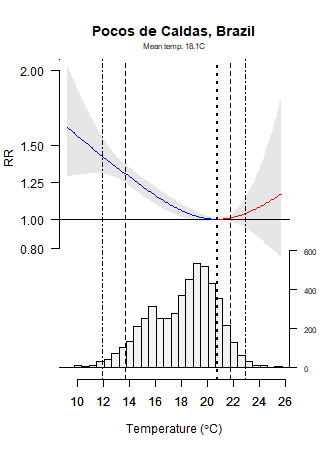 Pocos de Caldas, Brazil
Mean temp. 18.1C
2.00
1.50
1.25
1.00
0.80
RR
600
400
200
0
10 12 14 16 18 20 22 24 26
Temperature (°C)